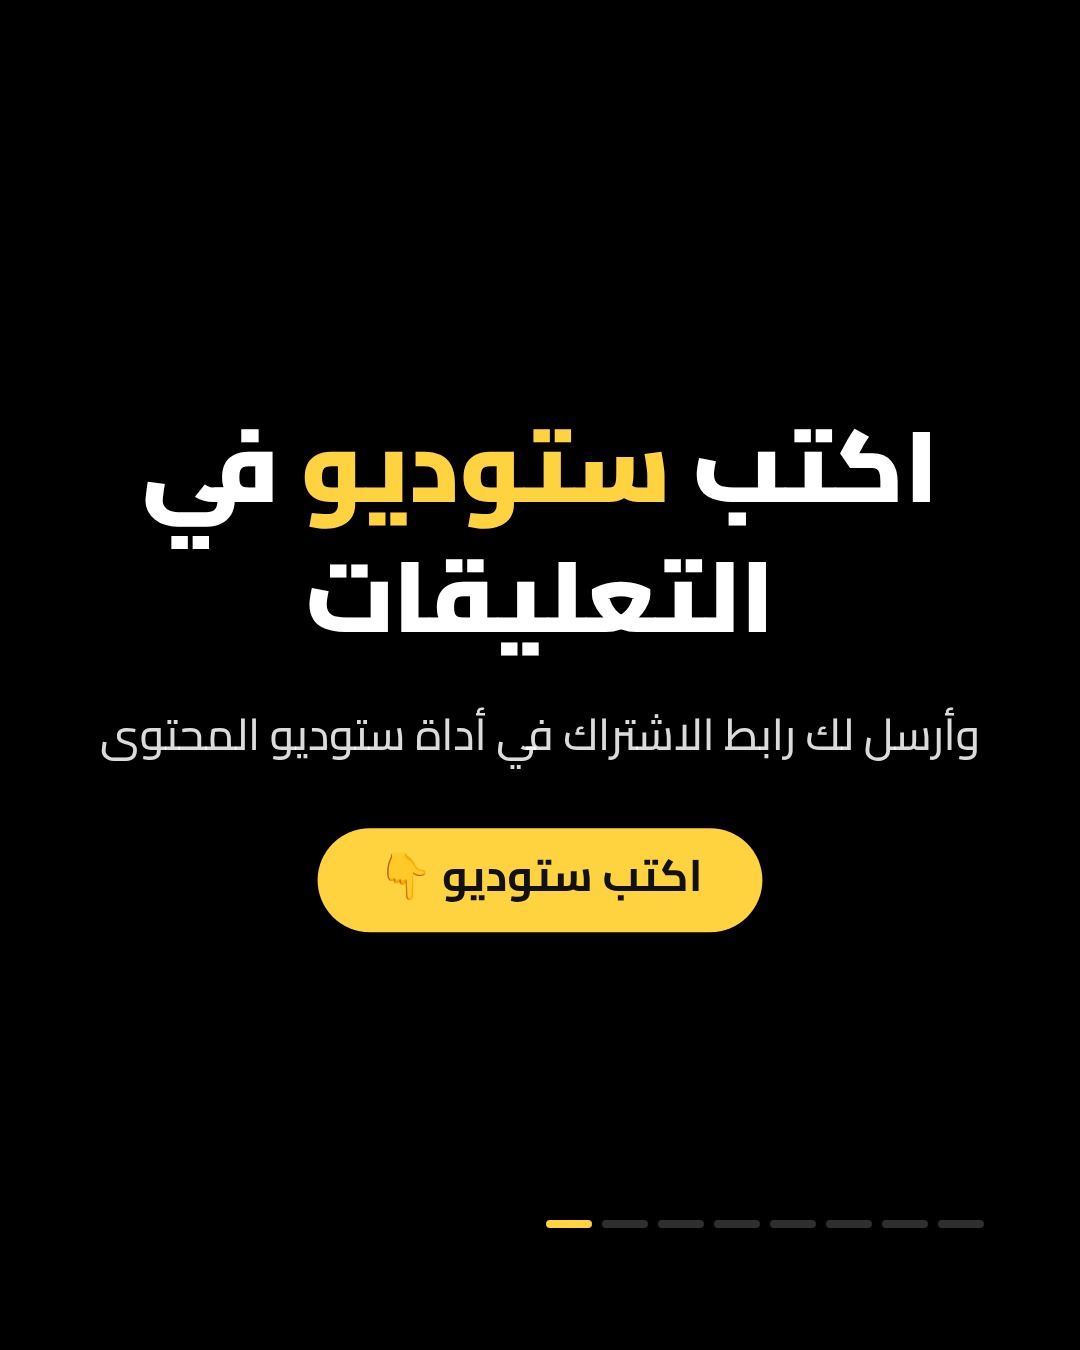 اكتب ستوديو في
التعليقات
وأرسل لك رابط الاشتراك في أداة ستوديو المحتوى
اكتب ستوديو 👇